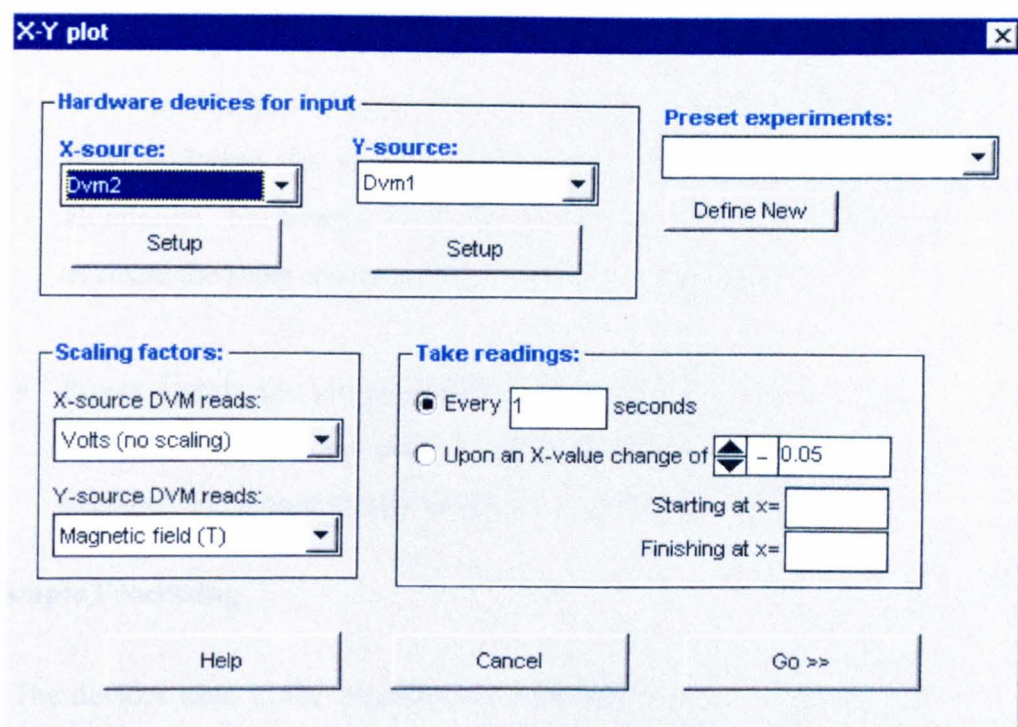 X-Y plot
Hardware devices for input
X-source:
Y-source:
Dvm2
Dvm1
Setup
Setup
Preset experiments:
Define New
Scaling factors:
X-source DVM reads:
Volts (no scaling)
Y-source DVM reads:
Magnetic field (T)
Take readings:
Every 1 seconds
Upon an X-value change of - 0.05
Starting at x=
Finishing at x=
Help
Cancel
Go >>